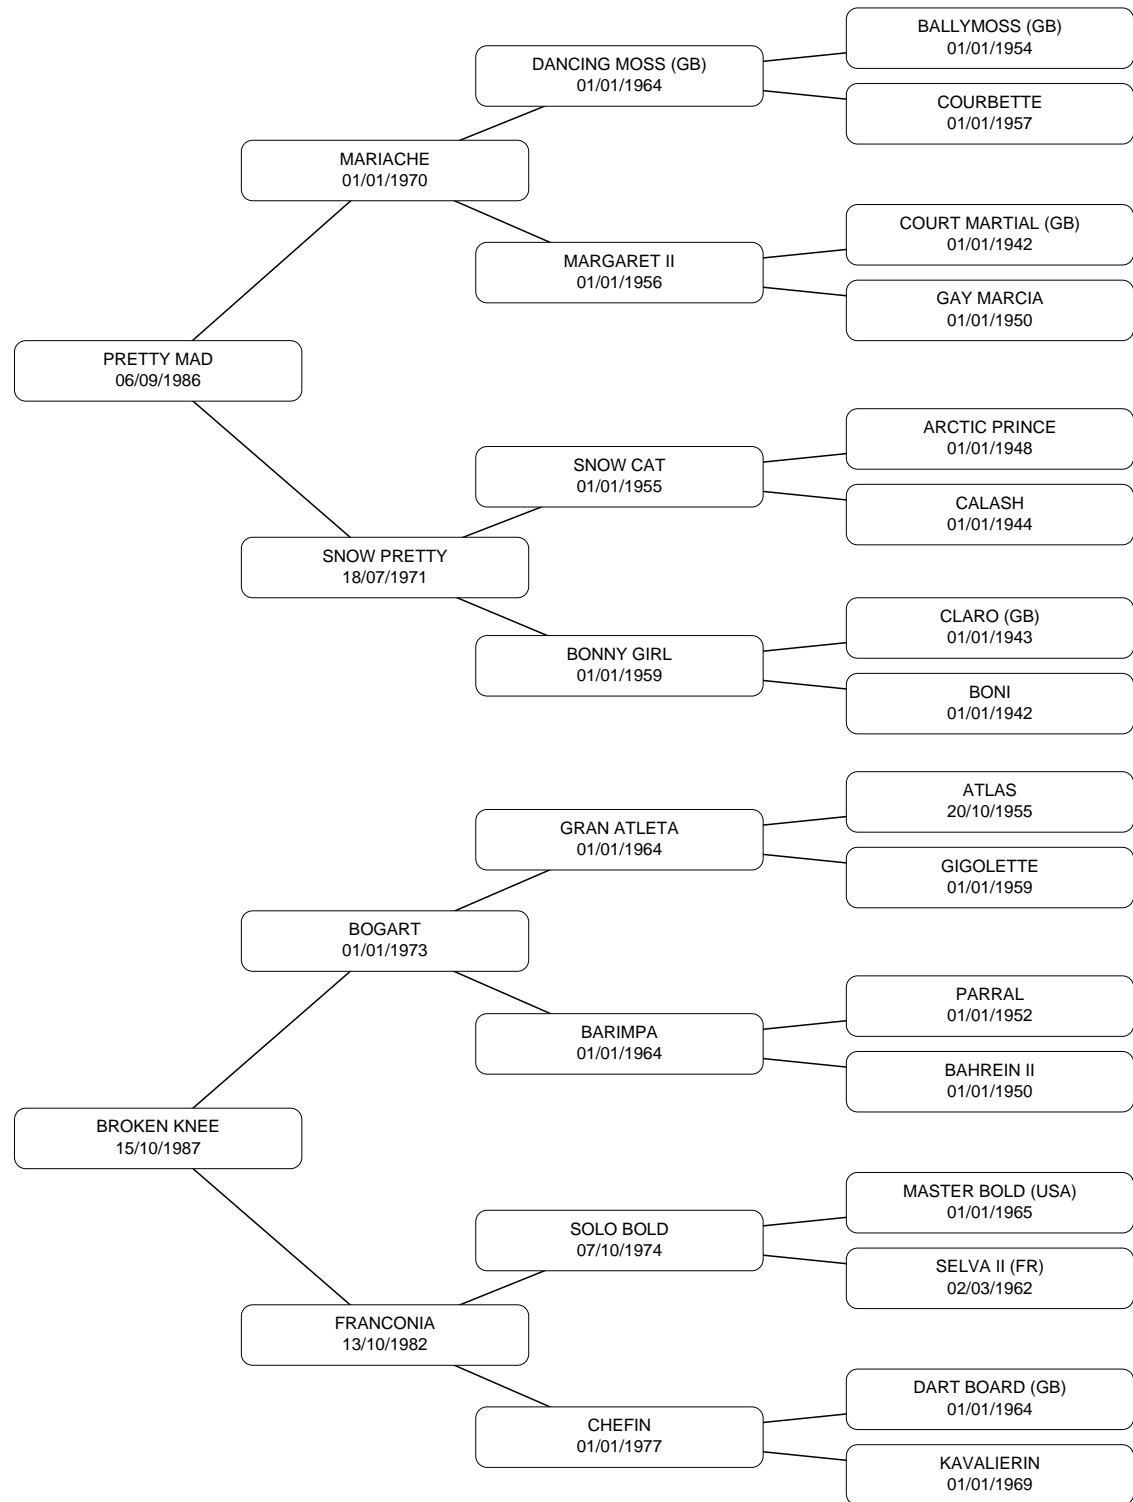 BALLYMOSS (GB)
01/01/1954
DANCING MOSS (GB)
01/01/1964
COURBETTE
01/01/1957
MARIACHE
01/01/1970
COURT MARTIAL (GB)
01/01/1942
MARGARET II
01/01/1956
GAY MARCIA
01/01/1950
PRETTY MAD
06/09/1986
ARCTIC PRINCE
01/01/1948
SNOW CAT
01/01/1955
CALASH
01/01/1944
SNOW PRETTY
18/07/1971
CLARO (GB)
01/01/1943
BONNY GIRL
01/01/1959
BONI
01/01/1942
ATLAS
20/10/1955
GRAN ATLETA
01/01/1964
GIGOLETTE
01/01/1959
BOGART
01/01/1973
PARRAL
01/01/1952
BARIMPA
01/01/1964
BAHREIN II
01/01/1950
BROKEN KNEE
15/10/1987
MASTER BOLD (USA)
01/01/1965
SOLO BOLD
07/10/1974
SELVA II (FR)
02/03/1962
FRANCONIA
13/10/1982
DART BOARD (GB)
01/01/1964
CHEFIN
01/01/1977
KAVALIERIN
01/01/1969